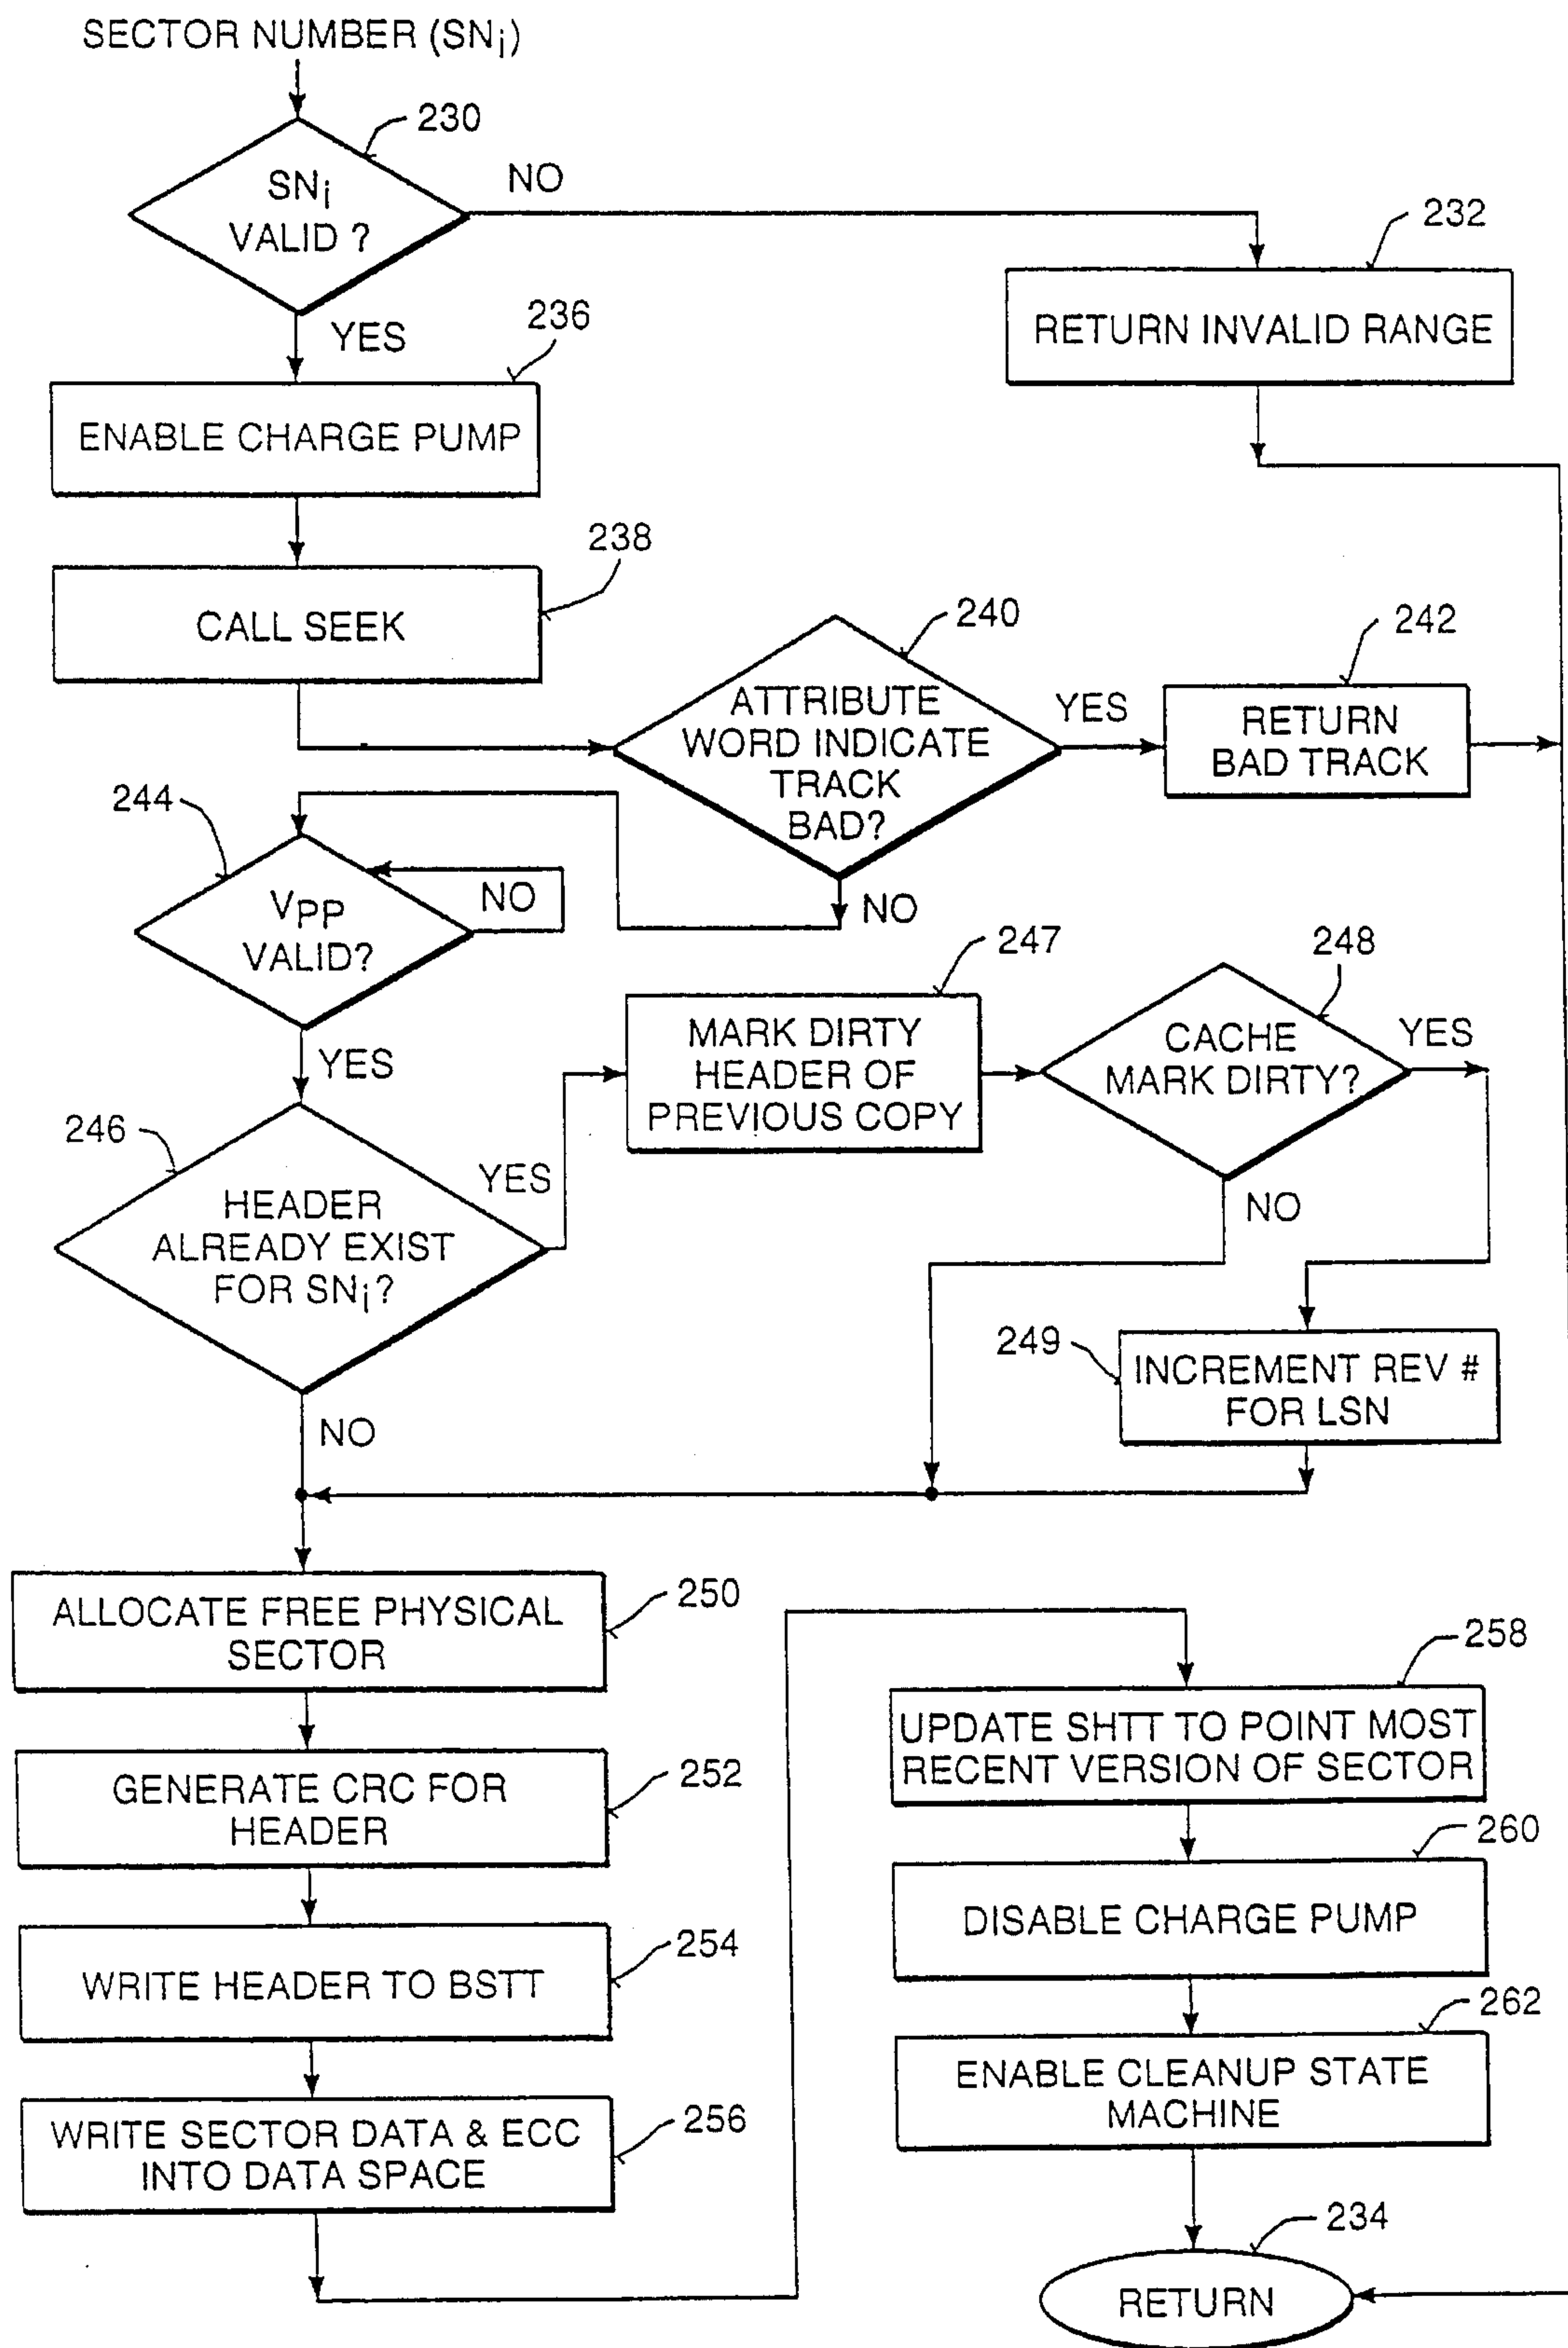 SECTOR NUMBER (SNi)
230
SNi
VALID ?
NO
YES
232
RETURN INVALID RANGE
236
ENABLE CHARGE PUMP
238
CALL SEEK
240
ATTRIBUTE
WORD INDICATE
TRACK
BAD?
YES
NO
242
RETURN
BAD TRACK
244
VPP
VALID?
NO
YES
246
HEADER
ALREADY EXIST
FOR SNi?
YES
NO
247
MARK DIRTY
HEADER OF
PREVIOUS COPY
248
CACHE
MARK DIRTY?
YES
NO
249
INCREMENT REV #
FOR LSN
250
ALLOCATE FREE PHYSICAL
SECTOR
252
GENERATE CRC FOR
HEADER
254
WRITE HEADER TO BSTT
256
WRITE SECTOR DATA & ECC
INTO DATA SPACE
258
UPDATE SHTT TO POINT MOST
RECENT VERSION OF SECTOR
260
DISABLE CHARGE PUMP
262
ENABLE CLEANUP STATE
MACHINE
234
RETURN